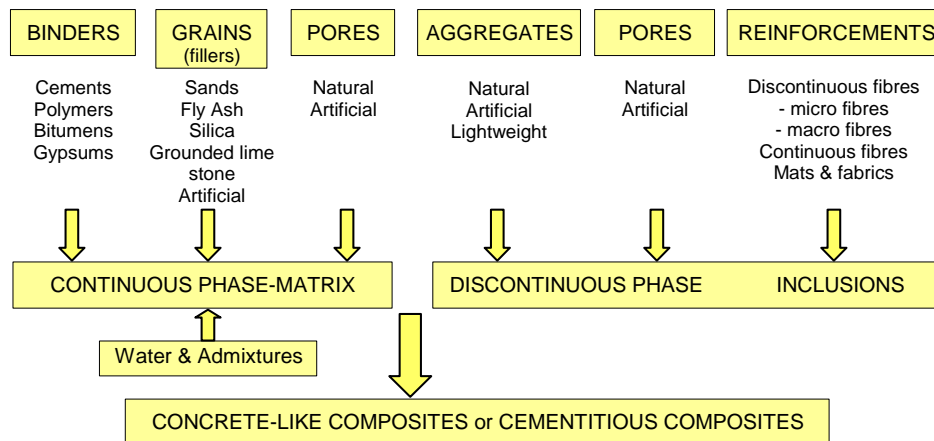 BINDERS
Cements
Polymers
Bitumens
Gypsums
GRAINS
(fillers)
Sands
Fly Ash
Silica
Grounded lime
stone
Artificial
PORES
Natural
Artificial
AGGREGATES
Natural
Artificial
Lightweight
PORES
Natural
Artificial
REINFORCEMENTS
Discontinuous fibres
- micro fibres
- macro fibres
Continuous fibres
Mats & fabrics
CONTINUOUS PHASE-MATRIX
DISCONTINUOUS PHASE INCLUSIONS
Water & Admixtures
CONCRETE-LIKE COMPOSITES or CEMENTITIOUS COMPOSITES